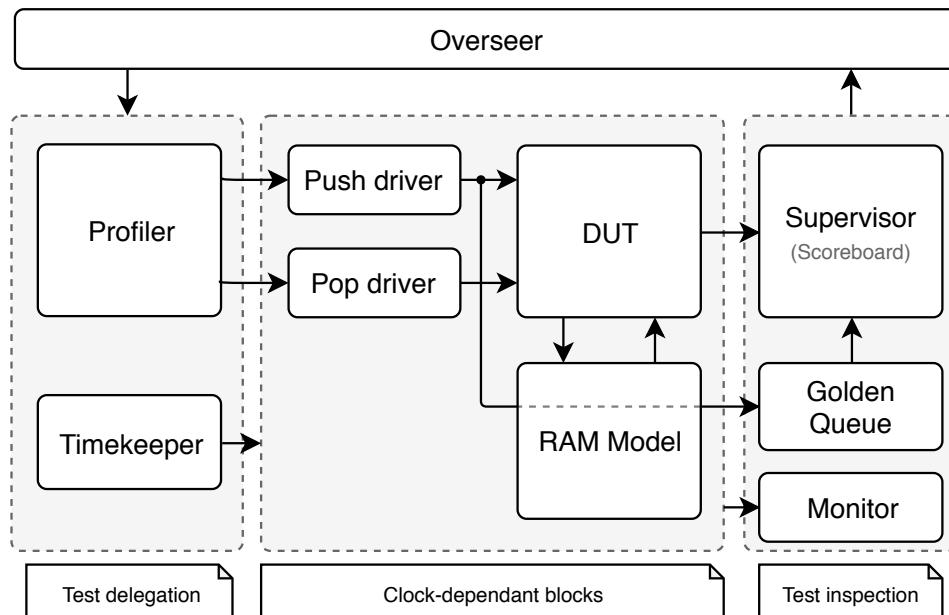 Overseer
Profiler
Push driver
Pop driver
DUT
Supervisor
(Scoreboard)
Timekeeper
RAM Model
Golden
Queue
Monitor
Test delegation
Clock-dependant blocks
Test inspection